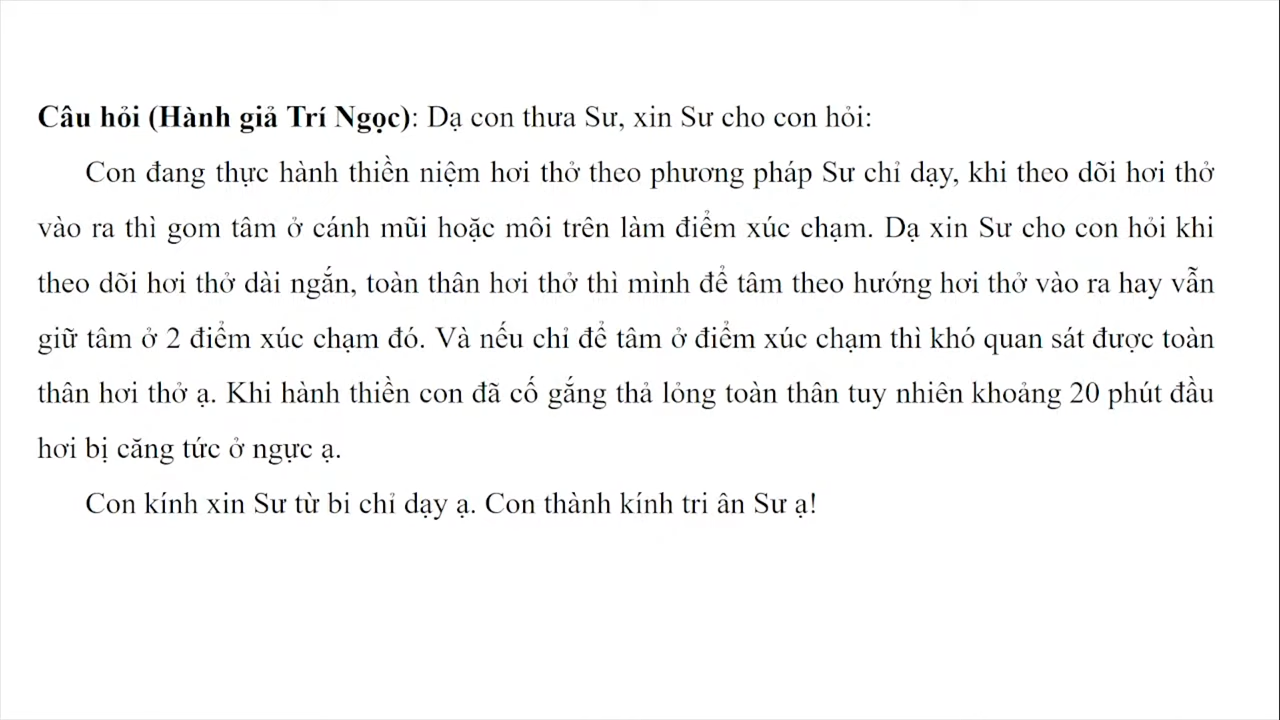 Câu hỏi (Hành giả Trí Ngọc): Dạ con thưa Sư, xin Sư cho con hỏi:
Con đang thực hành thiền niệm hơi thở theo phương pháp Sư chỉ dạy, khi theo dõi hơi thở
vào ra thì gom tâm ở cánh mũi hoặc môi trên làm điểm xúc chạm. Dạ xin Sư cho con hỏi khi
theo dõi hơi thở dài ngắn, toàn thân hơi thở thì mình để tâm theo hướng hơi thở vào ra hay vẫn
giữ tâm ở 2 điểm xúc chạm đó. Và nếu chỉ để tâm ở điểm xúc chạm thì khó quan sát được toàn
thân hơi thở ạ. Khi hành thiền con đã cố gắng thả lỏng toàn thân tuy nhiên khoảng 20 phút đầu
hơi bị căng tức ở ngực ạ.
Con kính xin Sư từ bi chỉ dạy ạ. Con thành kính tri ân Sư ạ!